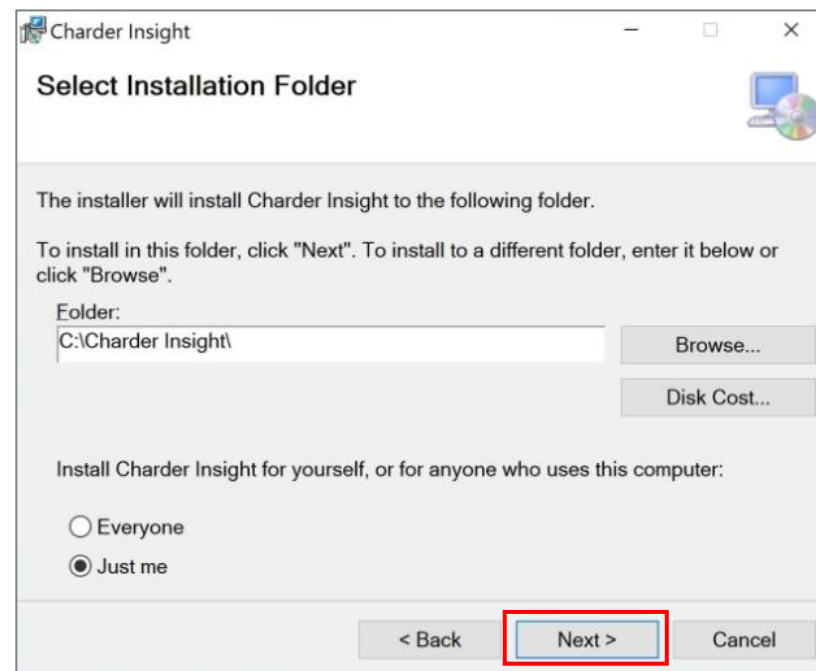 Charder Insight
Select Installation Folder
The installer will install Charder Insight to the following folder.
To install in this folder, click "Next". To install to a different folder, enter it below or
click "Browse".
Folder:
C:\Charder Insight\
Browse...
Disk Cost...
Install Charder Insight for yourself, or for anyone who uses this computer:
Everyone
Just me
< Back
Next >
Cancel